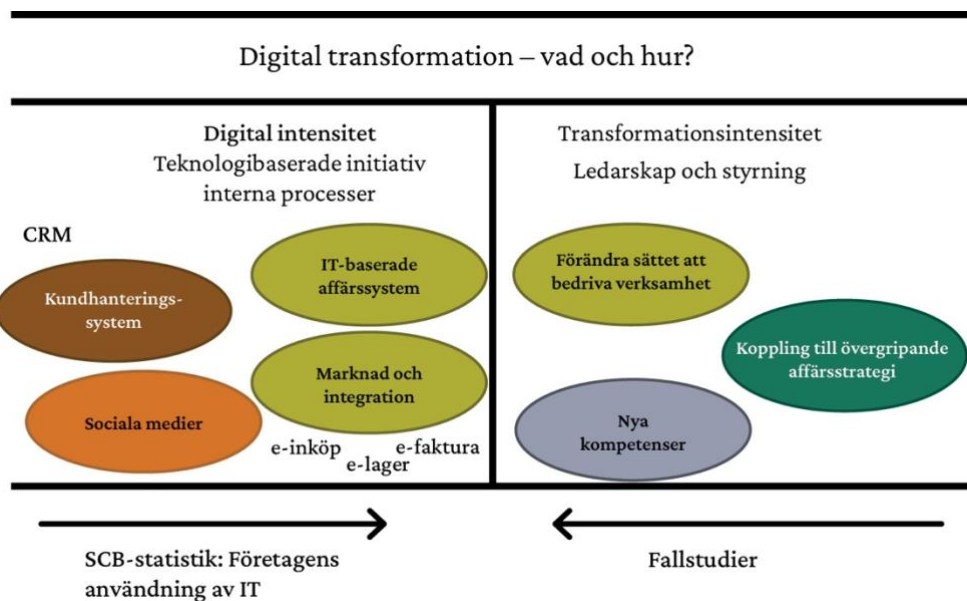 Digital transformation – vad och hur?
Digital intensitet
Teknologibaserade initiativ
interna processer
CRM
Kundhanterings-
system
IT-baserade
affärssystem
Sociala medier
Marknad och
integration
e-inköp
e-faktura
e-lager
Transformationsintensitet
Ledarskap och styrning
Förändra sättet att
bedriva verksamhet
Koppling till övergripande
affärsstrategi
Nya
kompetenser
SCB-statistik: Företagens
användning av IT
Fallstudier